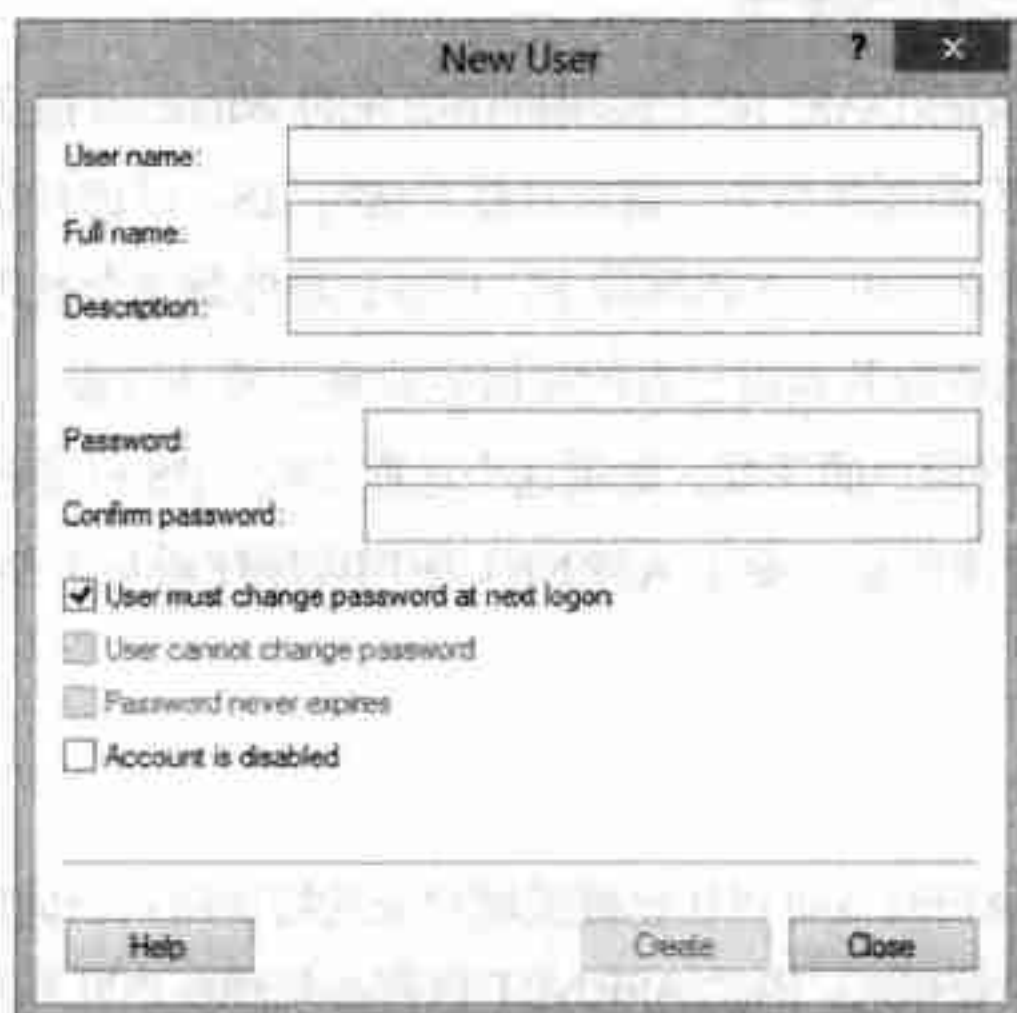 New User ? x
User name:
Full name:
Description:
Password:
Confirm password:
User must change password at next logon
User cannot change password
Password never expires
Account is disabled
Help Create Close